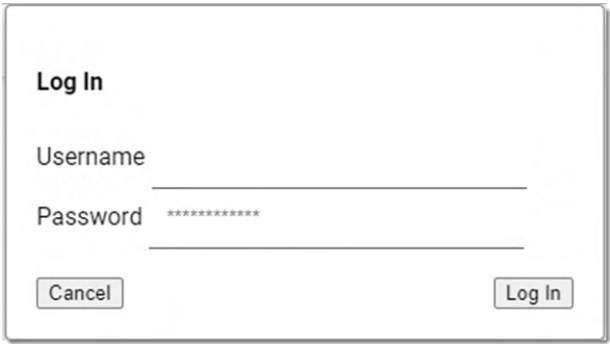 Log In
Username
Password ************
Cancel Log In